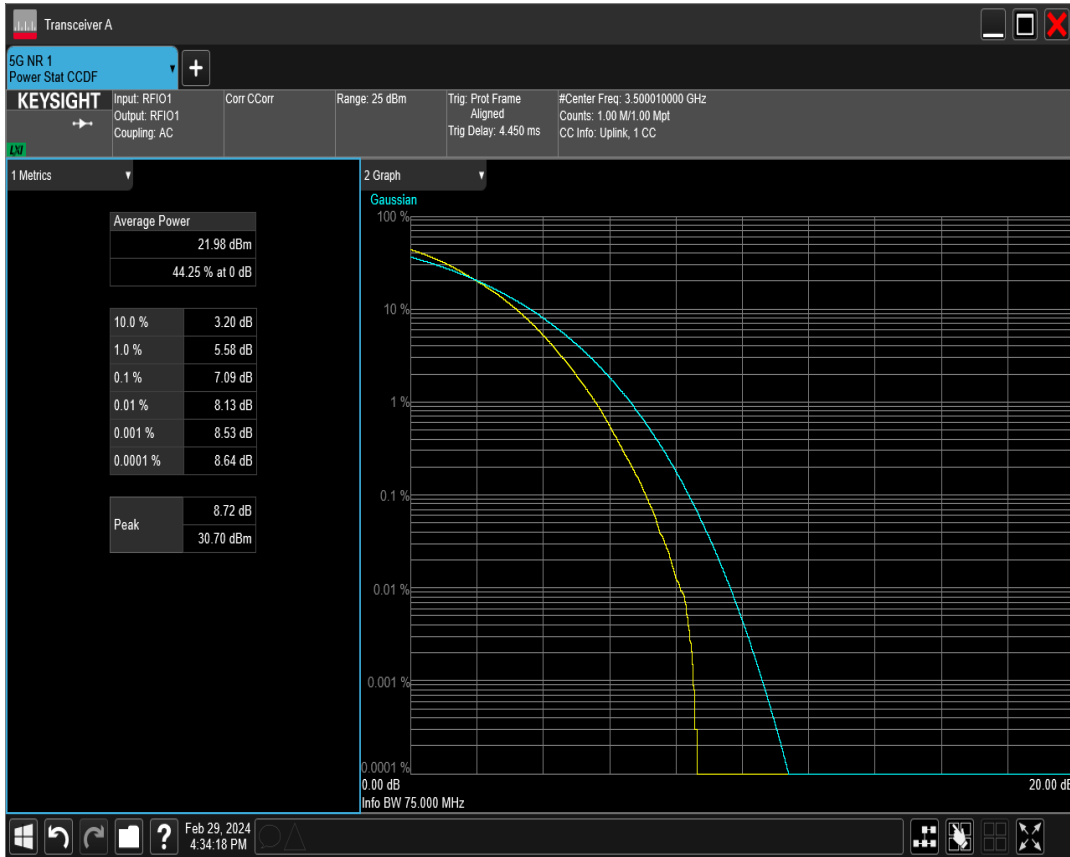 Transceiver A
5G NR 1
Power Stat CCDF
KEYSIGHT
LXI
Input: RFIO1
Output: RFIO1
Coupling: AC
Corr CCorr
Range: 25 dBm
Trig: Prot Frame
Aligned
Trig Delay: 4.450 ms
#Center Freq: 3.500010000 GHz
Counts: 1.00 M/1.00 Mpt
CC Info: Uplink, 1 CC
1 Metrics
Average Power
21.98 dBm
44.25 % at 0 dB
10.0 % 3.20 dB
1.0 % 5.58 dB
0.1 % 7.09 dB
0.01 % 8.13 dB
0.001 % 8.53 dB
0.0001 % 8.64 dB
Peak 8.72 dB
30.70 dBm
2 Graph
Gaussian
100 %
10 %
1 %
0.1 %
0.01 %
0.001 %
0.0001 %
0.00 dB 20.00 dB
Info BW 75.000 MHz
Feb 29, 2024
4:34:18 PM